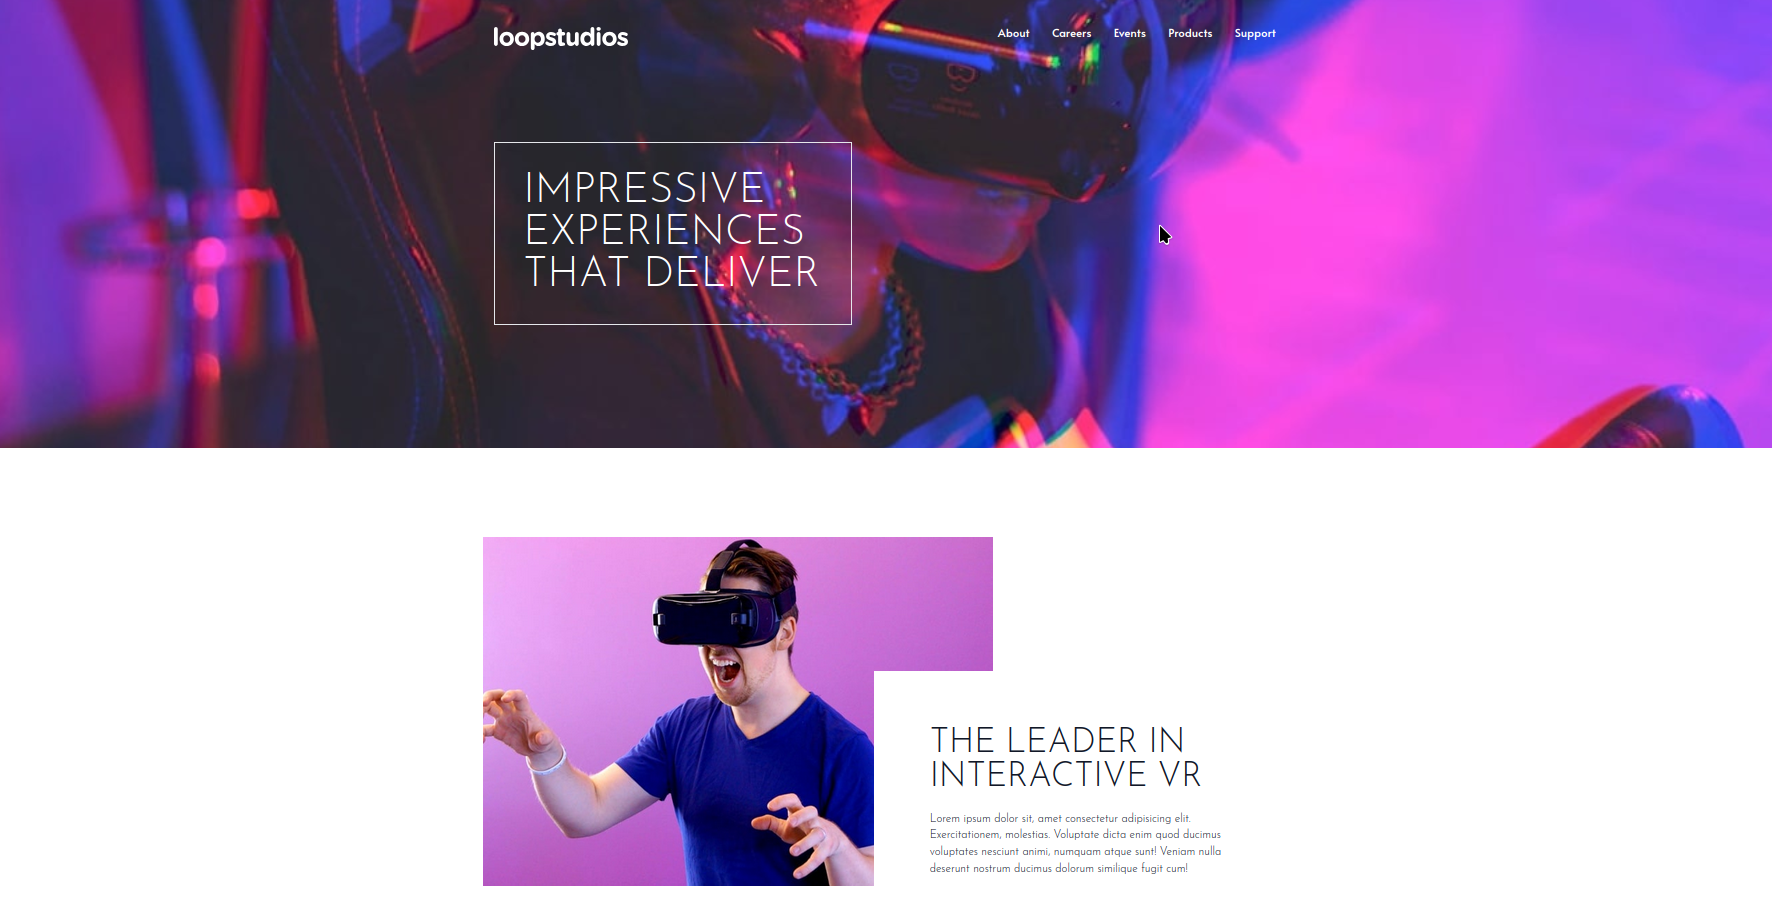 loopstudios
About Careers Events Products Support
IMPRESSIVE
EXPERIENCES
THAT DELIVER
THE LEADER IN
INTERACTIVE VR
Lorem ipsum dolor sit, amet consectetur adipisicing elit.
Exercitationem, molestias. Voluptate dicta enim quod ducimus
voluptates nesciunt animi, numquam atque sunt! Veniam nulla
deserunt nostrum ducimus dolorum similique fugit cum!